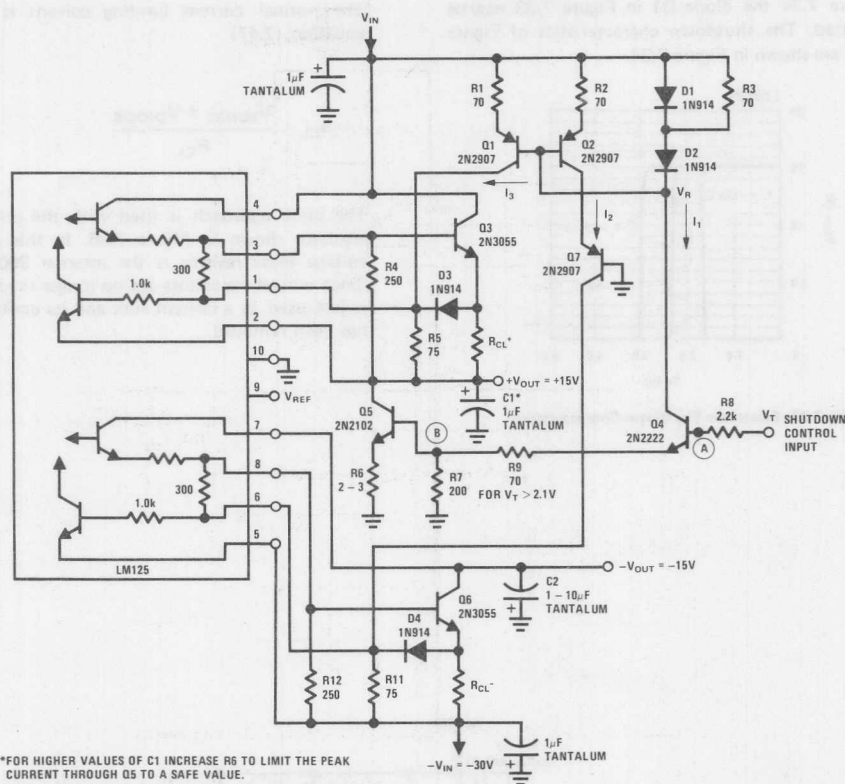 VIN
1μF
TANTALUM
R1
70
R2
70
D1
1N914
R3
70
Q1
2N2907
Q2
2N2907
D2
1N914
VR
I3
I2
I1
4
3
1
2
10
9
VREF
7
8
6
5
300
1.0k
300
1.0k
LM125
Q3
2N3055
Q7
2N2907
R4
250
D3
1N914
R5
75
RCL+
+VOUT = +15V
C1*
1μF
TANTALUM
Q5
2N2102
B
R6
2 – 3
R7
200
R9
70
FOR VT > 2.1V
Q4
2N2222
A
R8
2.2k
VT
SHUTDOWN
CONTROL
INPUT
–VOUT = –15V
C2
1 – 10μF
TANTALUM
Q6
2N3055
D4
1N914
R12
250
R11
75
RCL–
1μF
TANTALUM
–VIN = –30V
*FOR HIGHER VALUES OF C1 INCREASE R6 TO LIMIT THE PEAK
CURRENT THROUGH Q5 TO A SAFE VALUE.